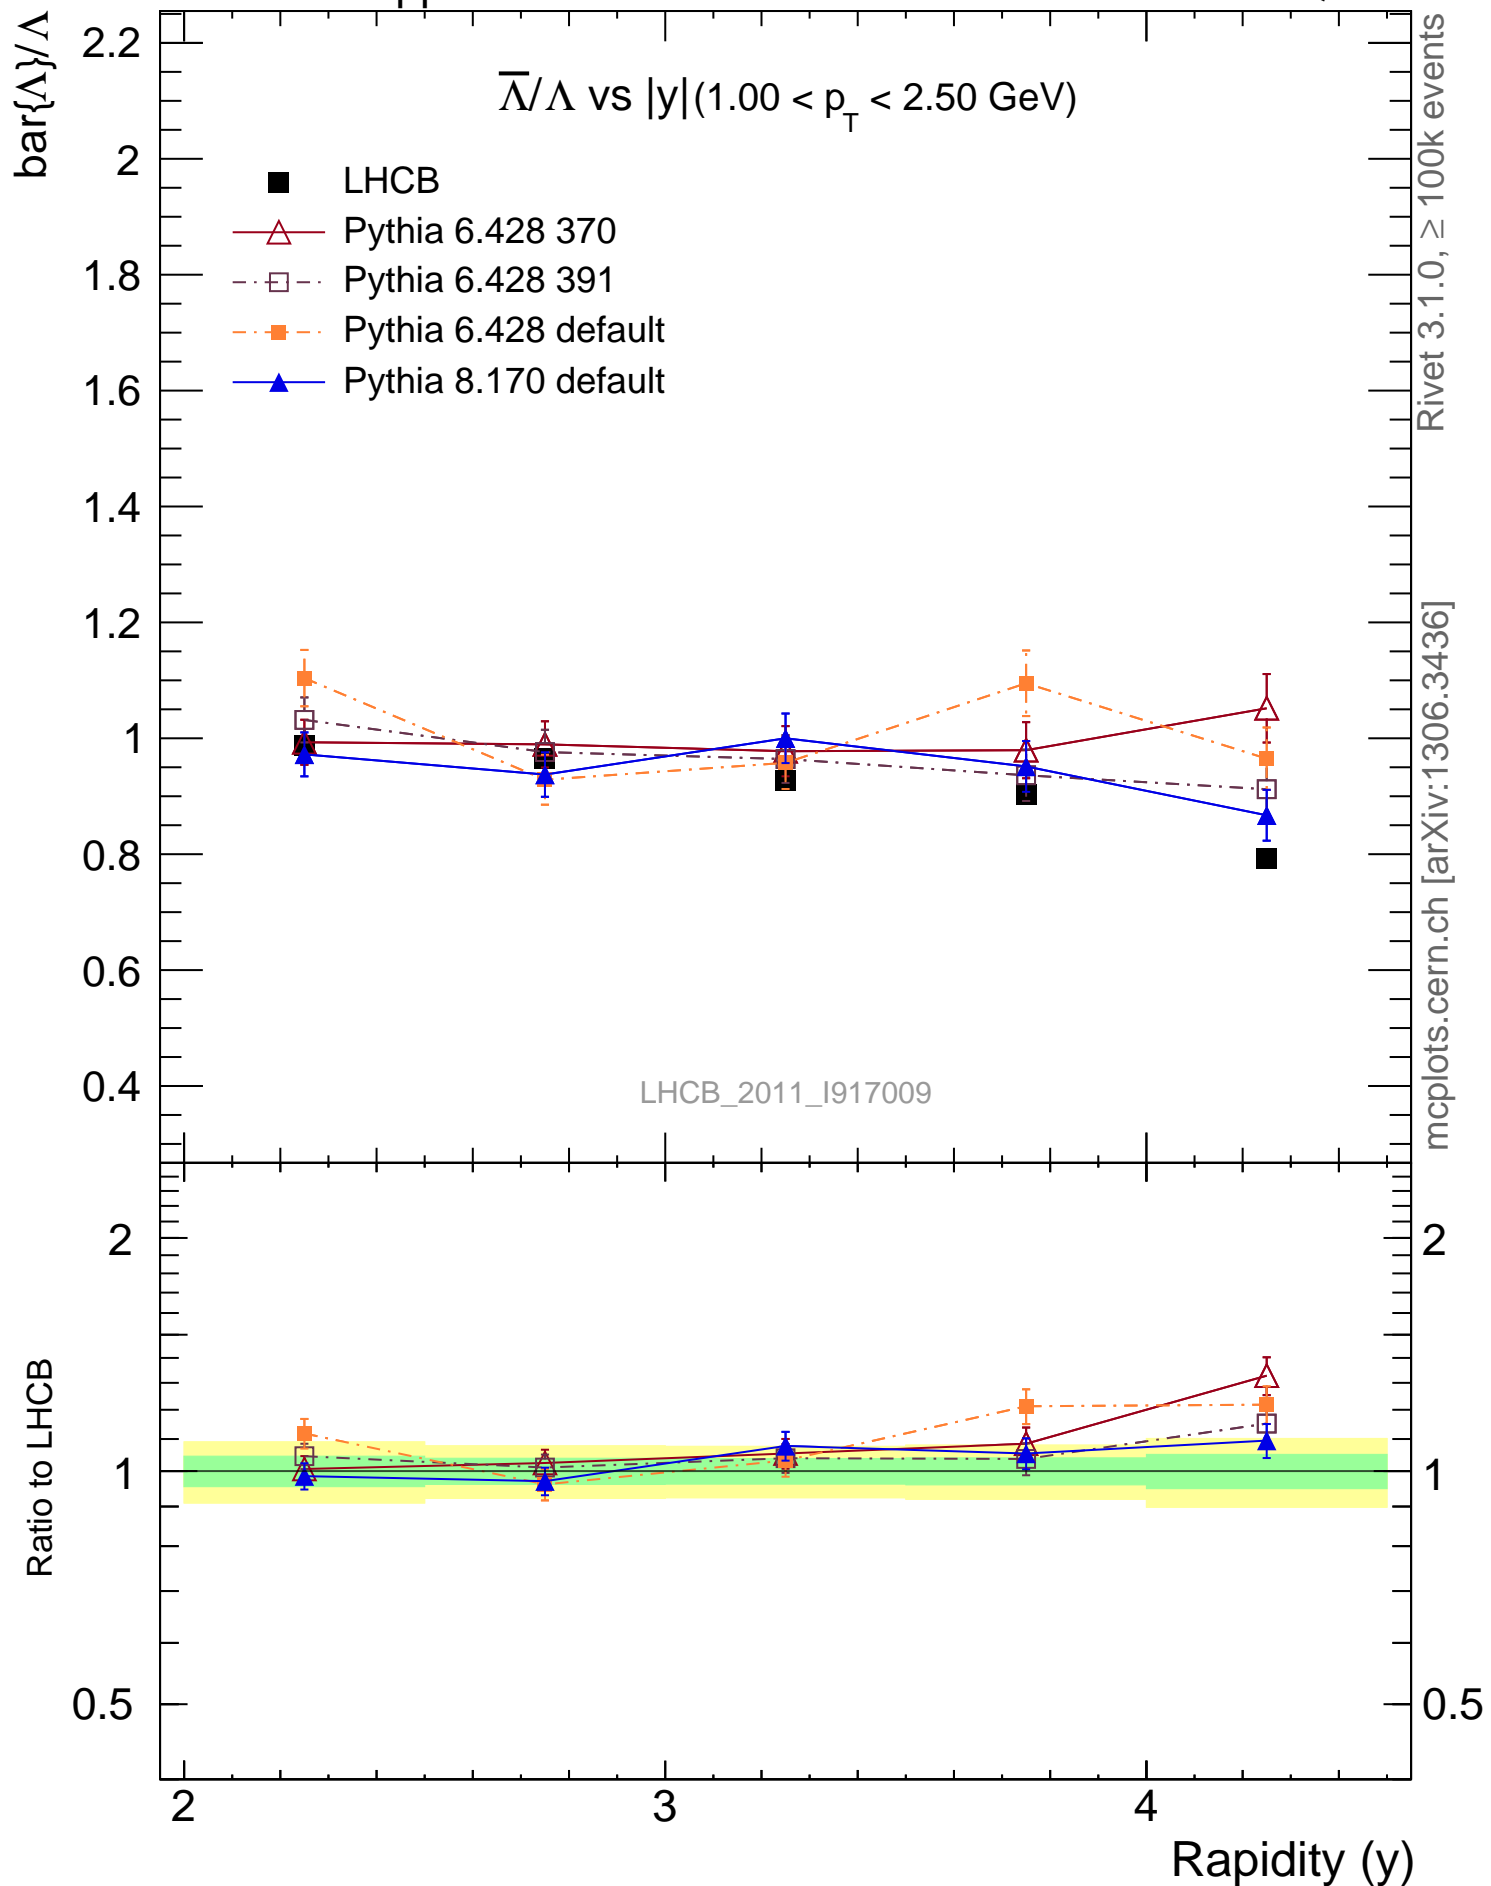 pp
bar{Λ}/Λ
Λ̅/Λ vs |y| (1.00 < p_T < 2.50 GeV)
LHCB
Pythia 6.428 370
Pythia 6.428 391
Pythia 6.428 default
Pythia 8.170 default
2.2
2
1.8
1.6
1.4
1.2
1
0.8
0.6
0.4
LHCB_2011_I917009
Rivet 3.1.0, ≥ 100k events
mcplots.cern.ch [arXiv:1306.3436]
Ratio to LHCB
2
1
0.5
2
1
0.5
2
3
4
Rapidity (y)